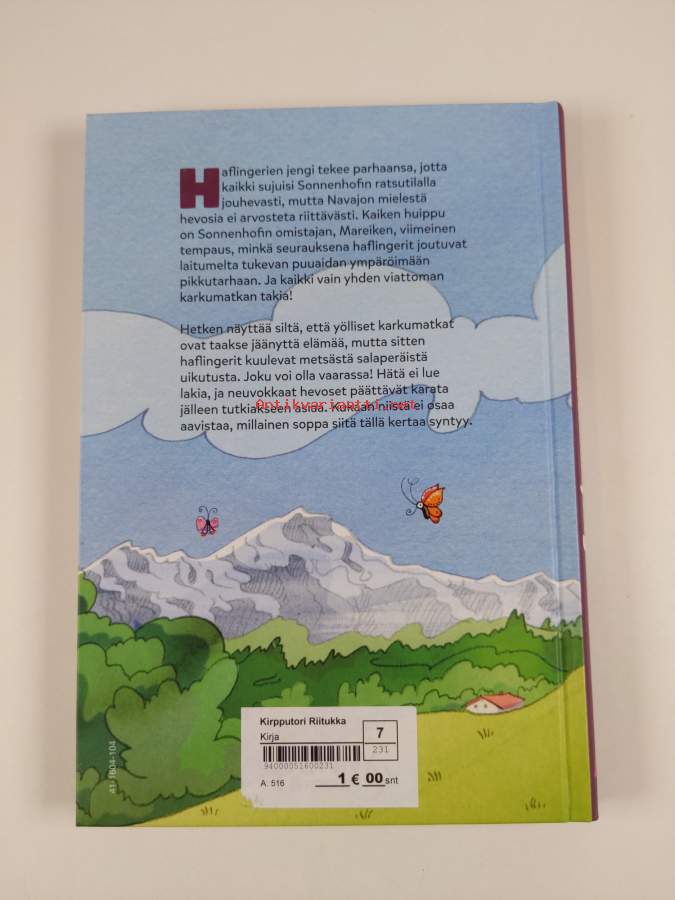 Haflingerien jengi tekee parhaansa, jotta
kaikki sujuisi Sonnenhofin ratsutilalla
jouhevasti, mutta Navajon mielestä
hevosia ei arvosteta riittävästi. Kaiken huippu
on Sonnenhofin omistajan, Mareiken, viimeinen
tempaus, minkä seurauksena haflingerit joutuvat
laitumelta tukevan puuaidan ympäröimään
pikkutarhaan. Ja kaikki vain yhden viattoman
karkumatkan takia!
Hetken näyttää siltä, että yölliset karkumatkat
ovat taakse jäänyttä elämää, mutta sitten
haflingerit kuulevat metsästä salaperäistä
uikutusta. Joku voi olla vaarassa! Hätä ei lue
lakia, ja neuvokkaat hevoset päättävät karata
Antikvariantti.net
jälleen tutkiakseen asiaa. Kukaan niistä ei osaa
aavistaa, millainen soppa siitä tällä kertaa syntyy.
Kirpputori Riitukka
Kirja
7
231
94000051600231
A. 516
1 € 00 snt
41-1604-104